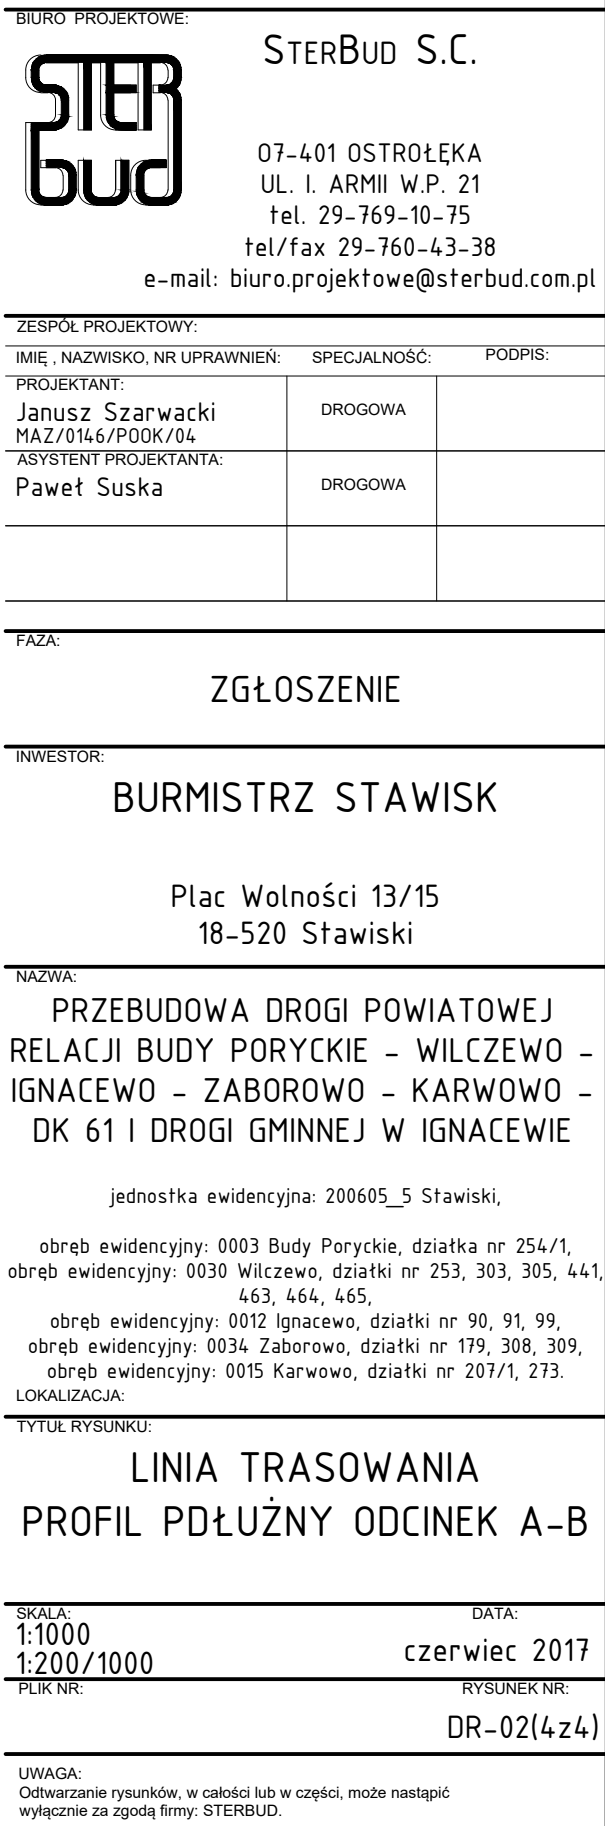 BIURO PROJEKTOWE:
STER
bud
STERBUD S.C.
07-401 OSTROŁĘKA
UL. I. ARMII W.P. 21
tel. 29-769-10-75
tel/fax 29-760-43-38
e-mail: biuro.projektowe@sterbud.com.pl
ZESPÓŁ PROJEKTOWY:
IMIĘ , NAZWISKO, NR UPRAWNIEŃ: SPECJALNOŚĆ: PODPIS:
PROJEKTANT:
Janusz Szarwacki DROGOWA
MAZ/0146/POOK/04
ASYSTENT PROJEKTANTA:
Paweł Suska DROGOWA
FAZA:
ZGŁOSZENIE
INWESTOR:
BURMISTRZ STAWISK
Plac Wolności 13/15
18-520 Stawiski
NAZWA:
PRZEBUDOWA DROGI POWIATOWEJ
RELACJI BUDY PORYCKIE - WILCZEWO -
IGNACEWO - ZABOROWO - KARWOWO -
DK 61 I DROGI GMINNEJ W IGNACEWIE
jednostka ewidencyjna: 200605_5 Stawiski,
obręb ewidencyjny: 0003 Budy Poryckie, działka nr 254/1,
obręb ewidencyjny: 0030 Wilczewo, działki nr 253, 303, 305, 441,
463, 464, 465,
obręb ewidencyjny: 0012 Ignacewo, działki nr 90, 91, 99,
obręb ewidencyjny: 0034 Zaborowo, działki nr 179, 308, 309,
obręb ewidencyjny: 0015 Karwowo, działki nr 207/1, 273.
LOKALIZACJA:
TYTUŁ RYSUNKU:
LINIA TRASOWANIA
PROFIL PDŁUŻNY ODCINEK A-B
SKALA: DATA:
1:1000
1:200/1000 czerwiec 2017
PLIK NR: RYSUNEK NR:
DR-02(4z4)
UWAGA:
Odtwarzanie rysunków, w całości lub w części, może nastąpić
wyłącznie za zgodą firmy: STERBUD.